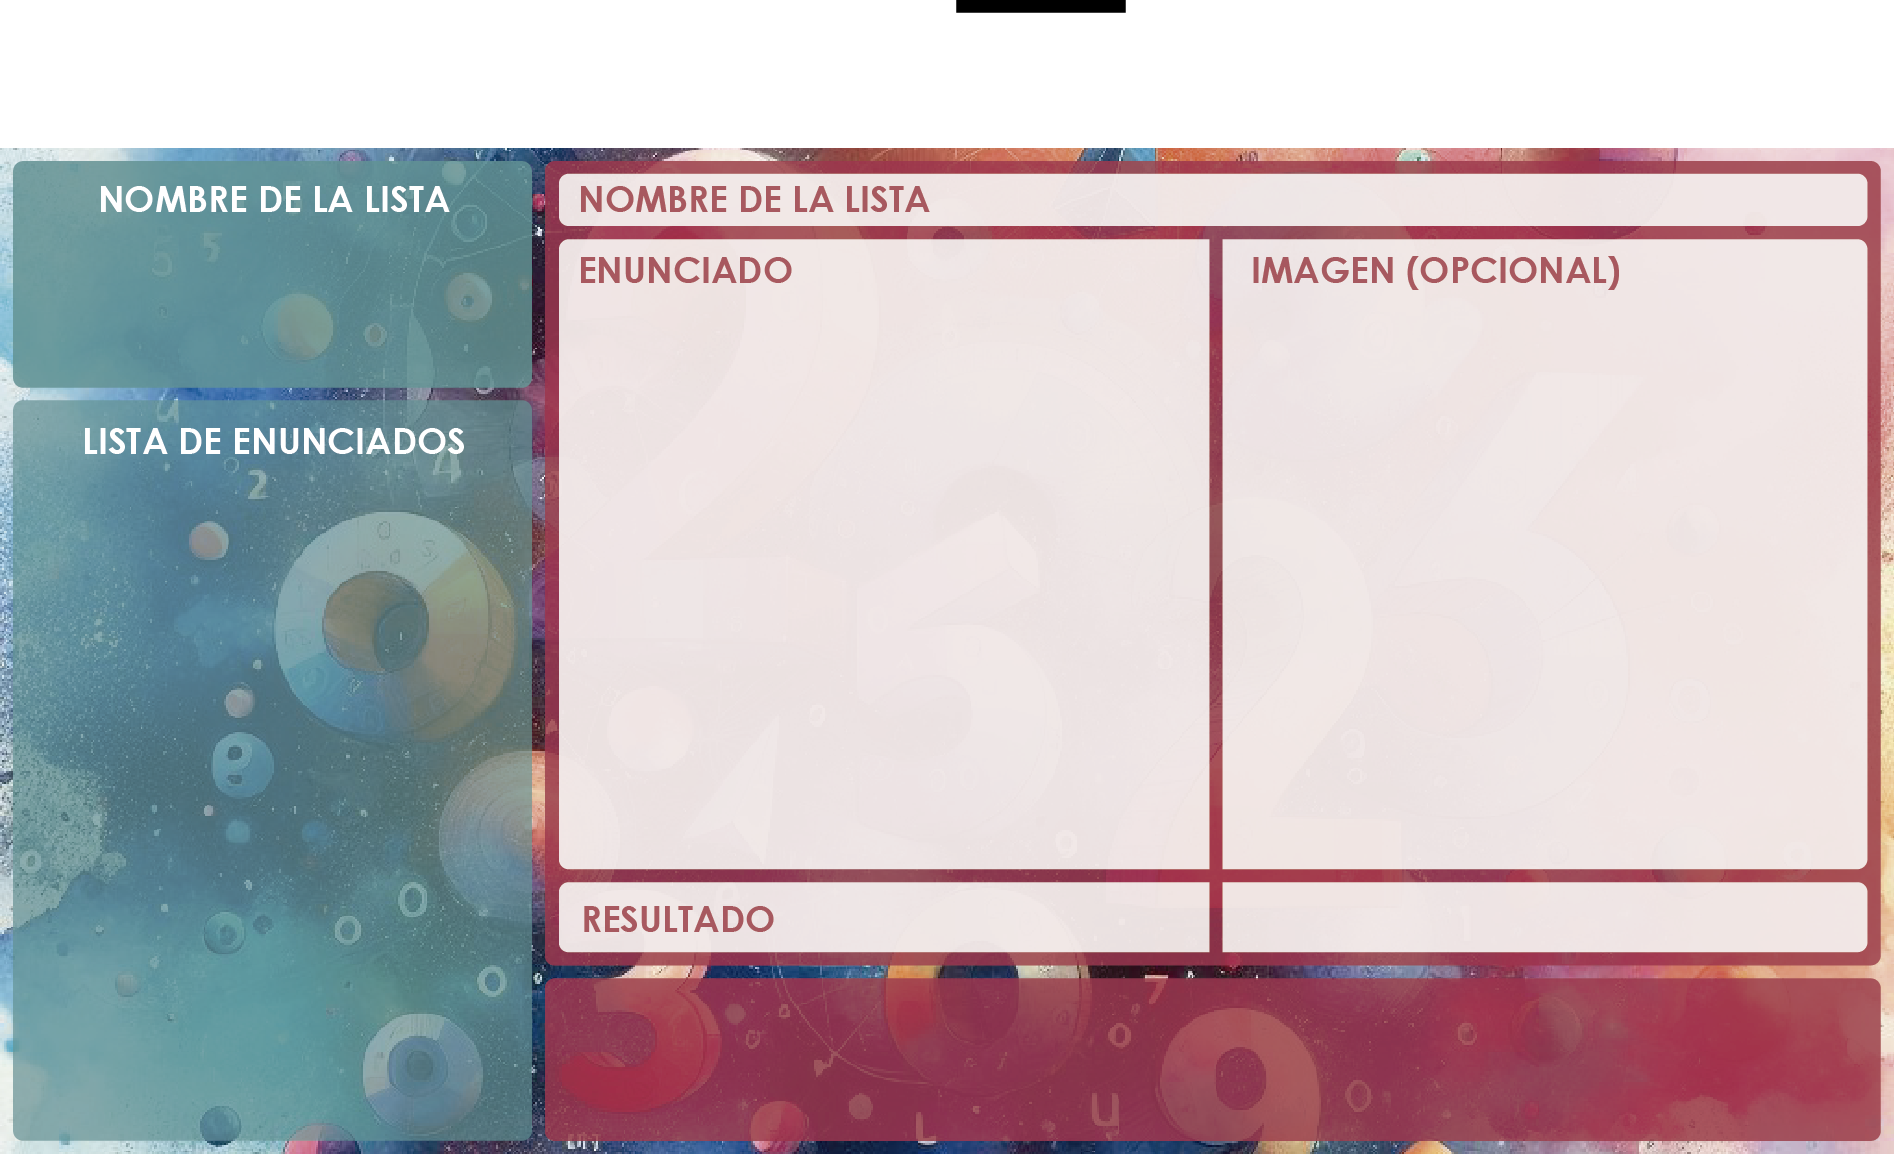 NOMBRE DE LA LISTA
LISTA DE ENUNCIADOS
NOMBRE DE LA LISTA
ENUNCIADO
IMAGEN (OPCIONAL)
RESULTADO